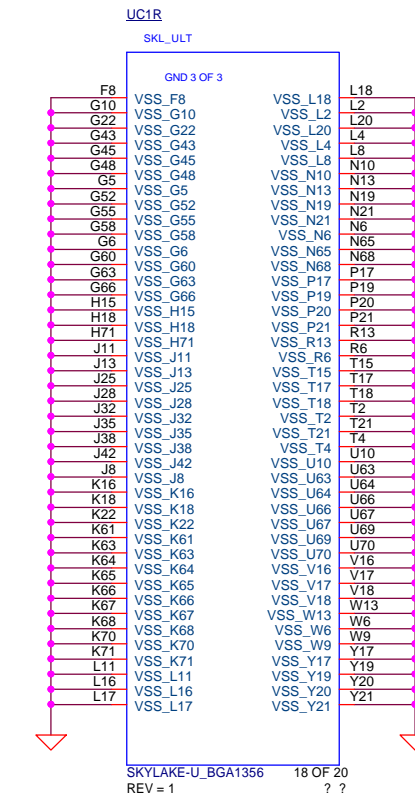 UC1R
SKL_ULT
GND 3 OF 3
F8 VSS_F8 VSS_L18 L18
G10 VSS_G10 VSS_L2 L2
G22 VSS_G22 VSS_L20 L20
G43 VSS_G43 VSS_L4 L4
G45 VSS_G45 VSS_L8 L8
G48 VSS_G48 VSS_N10 N10
G5 VSS_G5 VSS_N13 N13
G52 VSS_G52 VSS_N19 N19
G55 VSS_G55 VSS_N21 N21
G58 VSS_G58 VSS_N6 N6
G6 VSS_G6 VSS_N65 N65
G60 VSS_G60 VSS_N68 N68
G63 VSS_G63 VSS_P17 P17
G66 VSS_G66 VSS_P19 P19
H15 VSS_H15 VSS_P20 P20
H18 VSS_H18 VSS_P21 P21
H71 VSS_H71 VSS_R13 R13
J11 VSS_J11 VSS_R6 R6
J13 VSS_J13 VSS_T15 T15
J25 VSS_J25 VSS_T17 T17
J28 VSS_J28 VSS_T18 T18
J32 VSS_J32 VSS_T2 T2
J35 VSS_J35 VSS_T21 T21
J38 VSS_J38 VSS_T4 T4
J42 VSS_J42 VSS_U10 U10
J8 VSS_J8 VSS_U63 U63
K16 VSS_K16 VSS_U64 U64
K18 VSS_K18 VSS_U66 U66
K22 VSS_K22 VSS_U67 U67
K61 VSS_K61 VSS_U69 U69
K63 VSS_K63 VSS_U70 U70
K64 VSS_K64 VSS_V16 V16
K65 VSS_K65 VSS_V17 V17
K66 VSS_K66 VSS_V18 V18
K67 VSS_K67 VSS_W13 W13
K68 VSS_K68 VSS_W6 W6
K70 VSS_K70 VSS_W9 W9
K71 VSS_K71 VSS_Y17 Y17
L11 VSS_L11 VSS_Y19 Y19
L16 VSS_L16 VSS_Y20 Y20
L17 VSS_L17 VSS_Y21 Y21
SKYLAKE-U_BGA1356 18 OF 20
REV = 1 ? ?